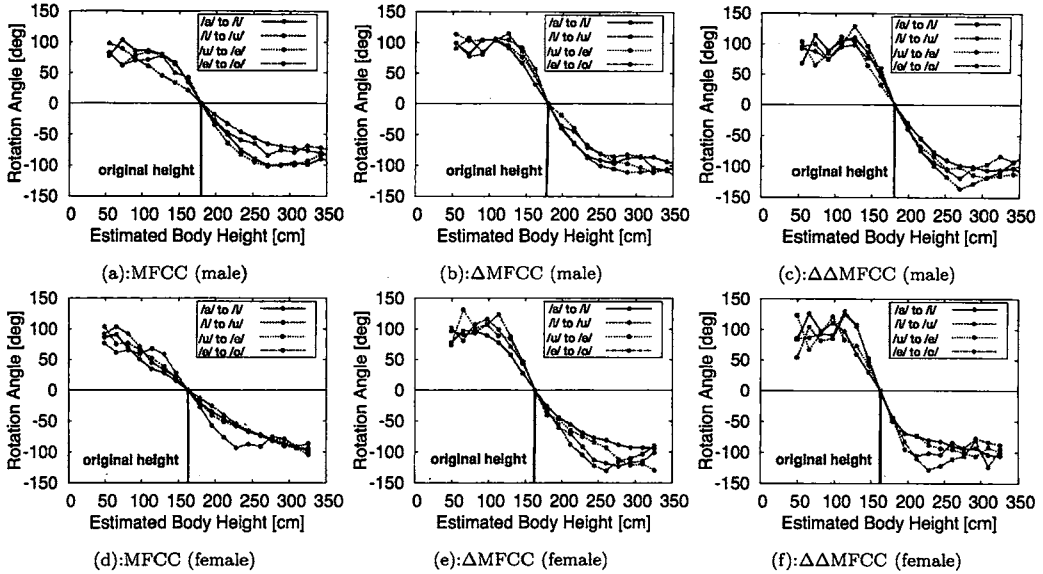 Rotation Angle [deg]
150
100
50
0
-50
-100
-150
/a/ to /i/
/i/ to /u/
/u/ to /e/
/e/ to /o/
original height
0 50 100 150 200 250 300 350
Estimated Body Height [cm]
(a):MFCC (male)
Rotation Angle [deg]
150
100
50
0
-50
-100
-150
/a/ to /i/
/i/ to /u/
/u/ to /e/
/e/ to /o/
original height
0 50 100 150 200 250 300 350
Estimated Body Height [cm]
(b):ΔMFCC (male)
Rotation Angle [deg]
150
100
50
0
-50
-100
-150
/a/ to /i/
/i/ to /u/
/u/ to /e/
/e/ to /o/
original height
0 50 100 150 200 250 300 350
Estimated Body Height [cm]
(c):ΔΔMFCC (male)
Rotation Angle [deg]
150
100
50
0
-50
-100
-150
/a/ to /i/
/i/ to /u/
/u/ to /e/
/e/ to /o/
original height
0 50 100 150 200 250 300 350
Estimated Body Height [cm]
(d):MFCC (female)
Rotation Angle [deg]
150
100
50
0
-50
-100
-150
/a/ to /i/
/i/ to /u/
/u/ to /e/
/e/ to /o/
original height
0 50 100 150 200 250 300 350
Estimated Body Height [cm]
(e):ΔMFCC (female)
Rotation Angle [deg]
150
100
50
0
-50
-100
-150
/a/ to /i/
/i/ to /u/
/u/ to /e/
/e/ to /o/
original height
0 50 100 150 200 250 300 350
Estimated Body Height [cm]
(f):ΔΔMFCC (female)